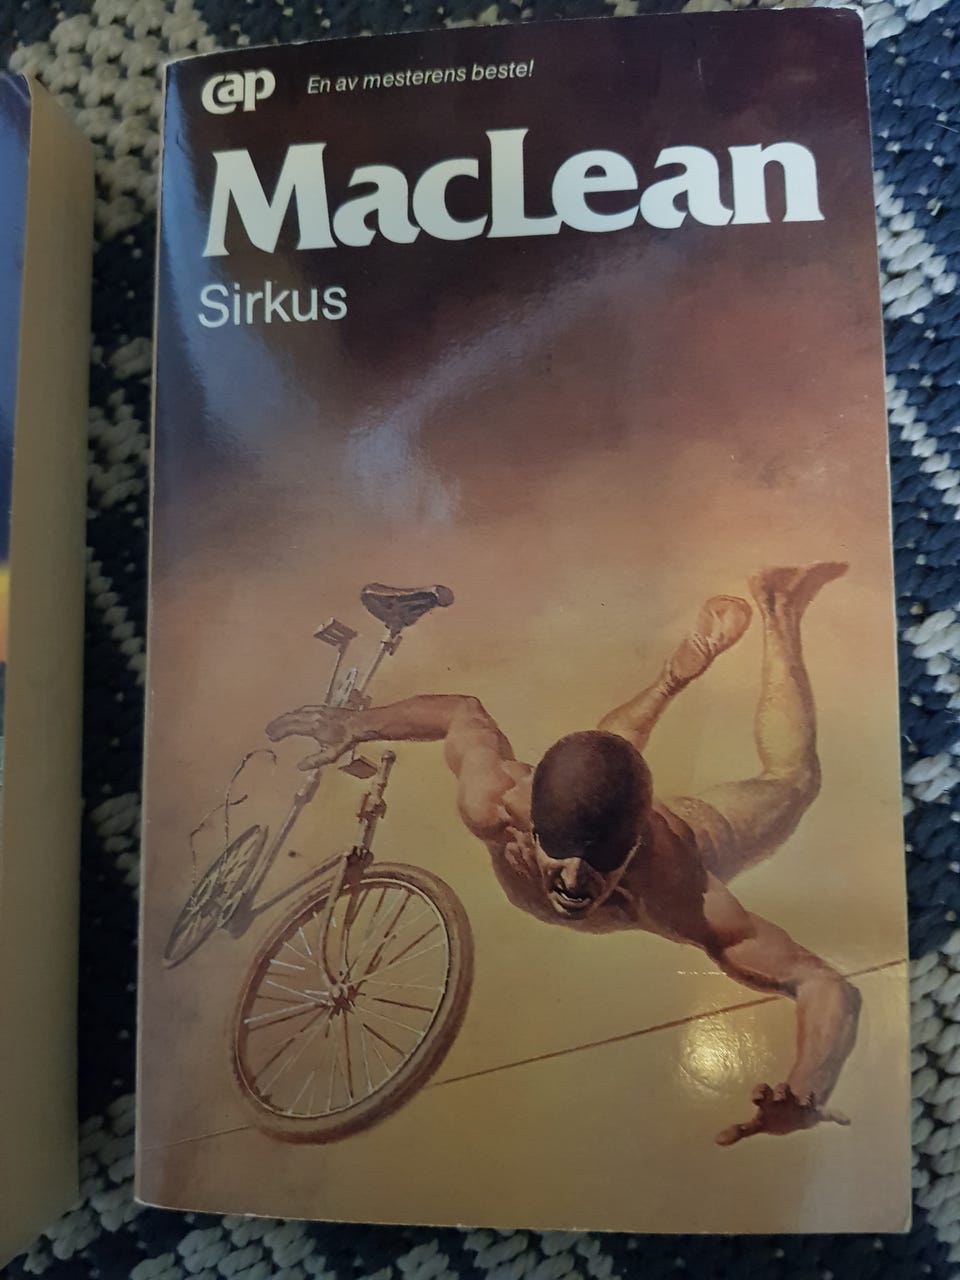 cap En av mesterens beste!
MacLean
Sirkus